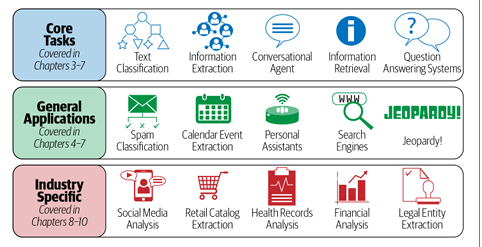 Core
Tasks
Covered in
Chapters 3–7
Text
Classification
Information
Extraction
Conversational
Agent
Information
Retrieval
?
?
Question
Answering Systems
General
Applications
Covered in
Chapters 4–7
Spam
Classification
Calendar Event
Extraction
Personal
Assistants
WWW
Search
Engines
JEOPARDY!
Jeopardy!
Industry
Specific
Covered in
Chapters 8–10
Social Media
Analysis
Retail Catalog
Extraction
Health Records
Analysis
Financial
Analysis
Legal Entity
Extraction